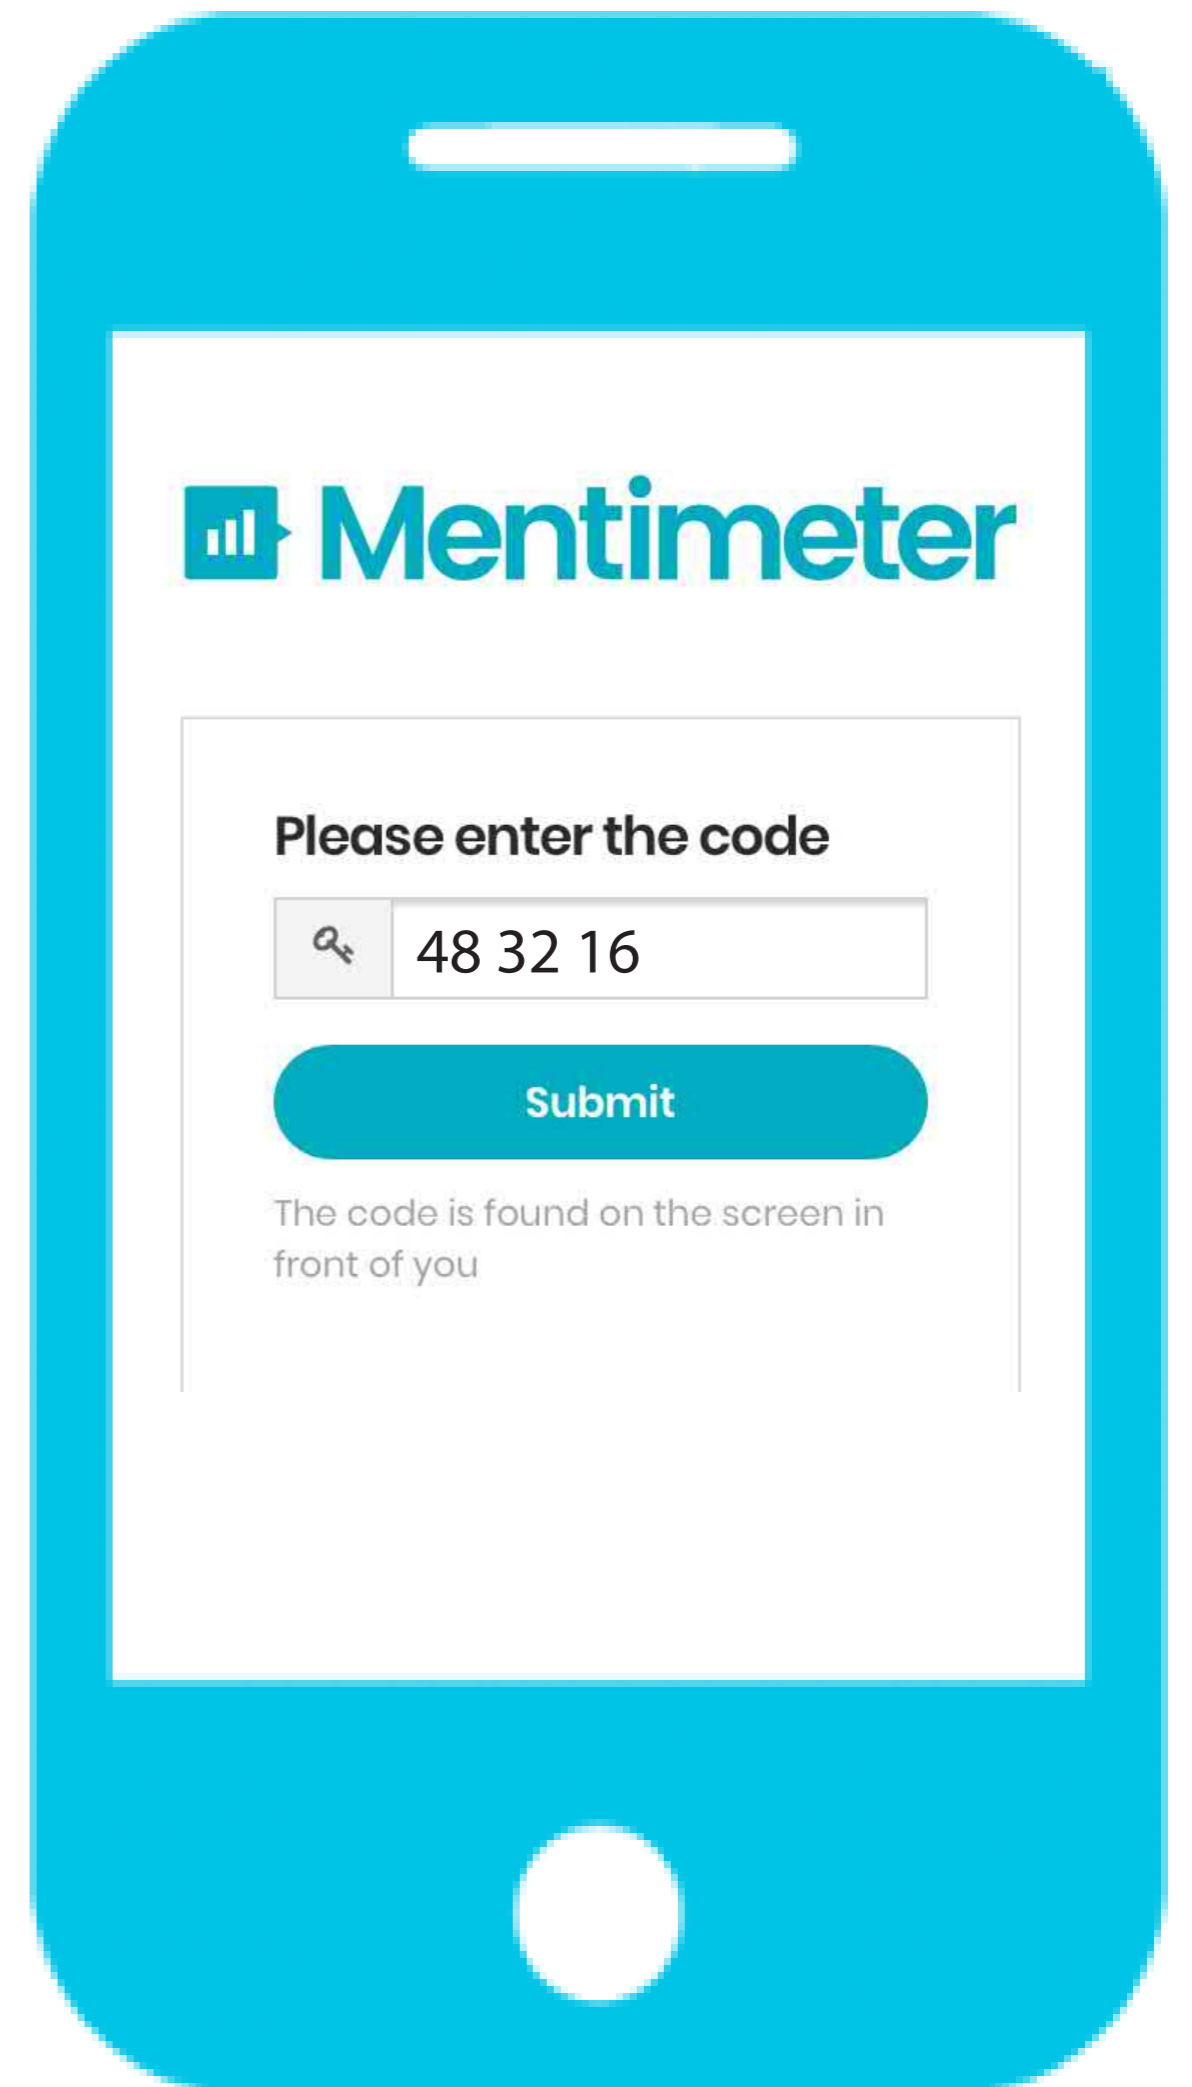 Mentimeter
Please enter the code
48 32 16
Submit
The code is found on the screen in
front of you